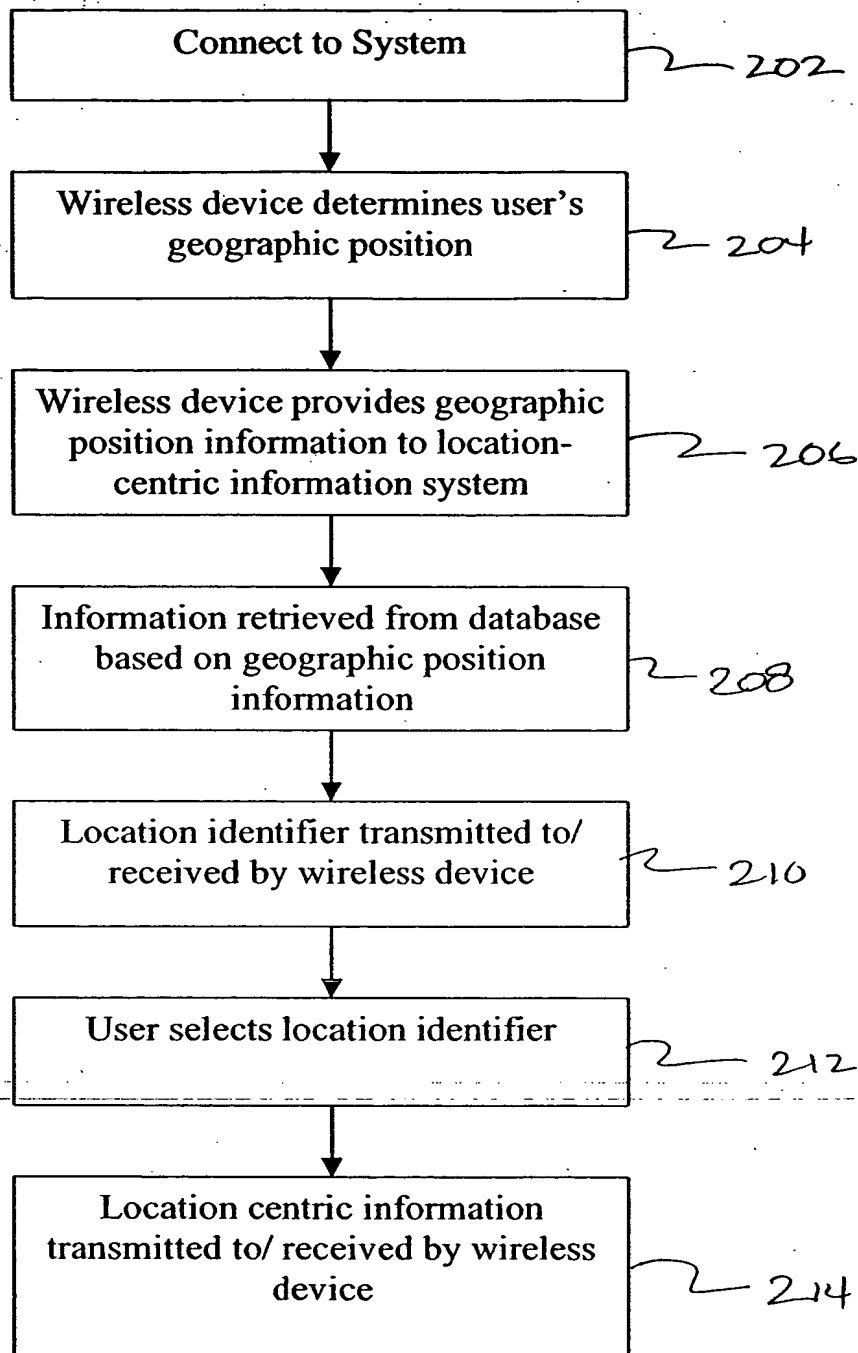 Connect to System
202
Wireless device determines user's
geographic position
204
Wireless device provides geographic
position information to location-
centric information system
206
Information retrieved from database
based on geographic position
information
208
Location identifier transmitted to/
received by wireless device
210
User selects location identifier
212
Location centric information
transmitted to/ received by wireless
device
214